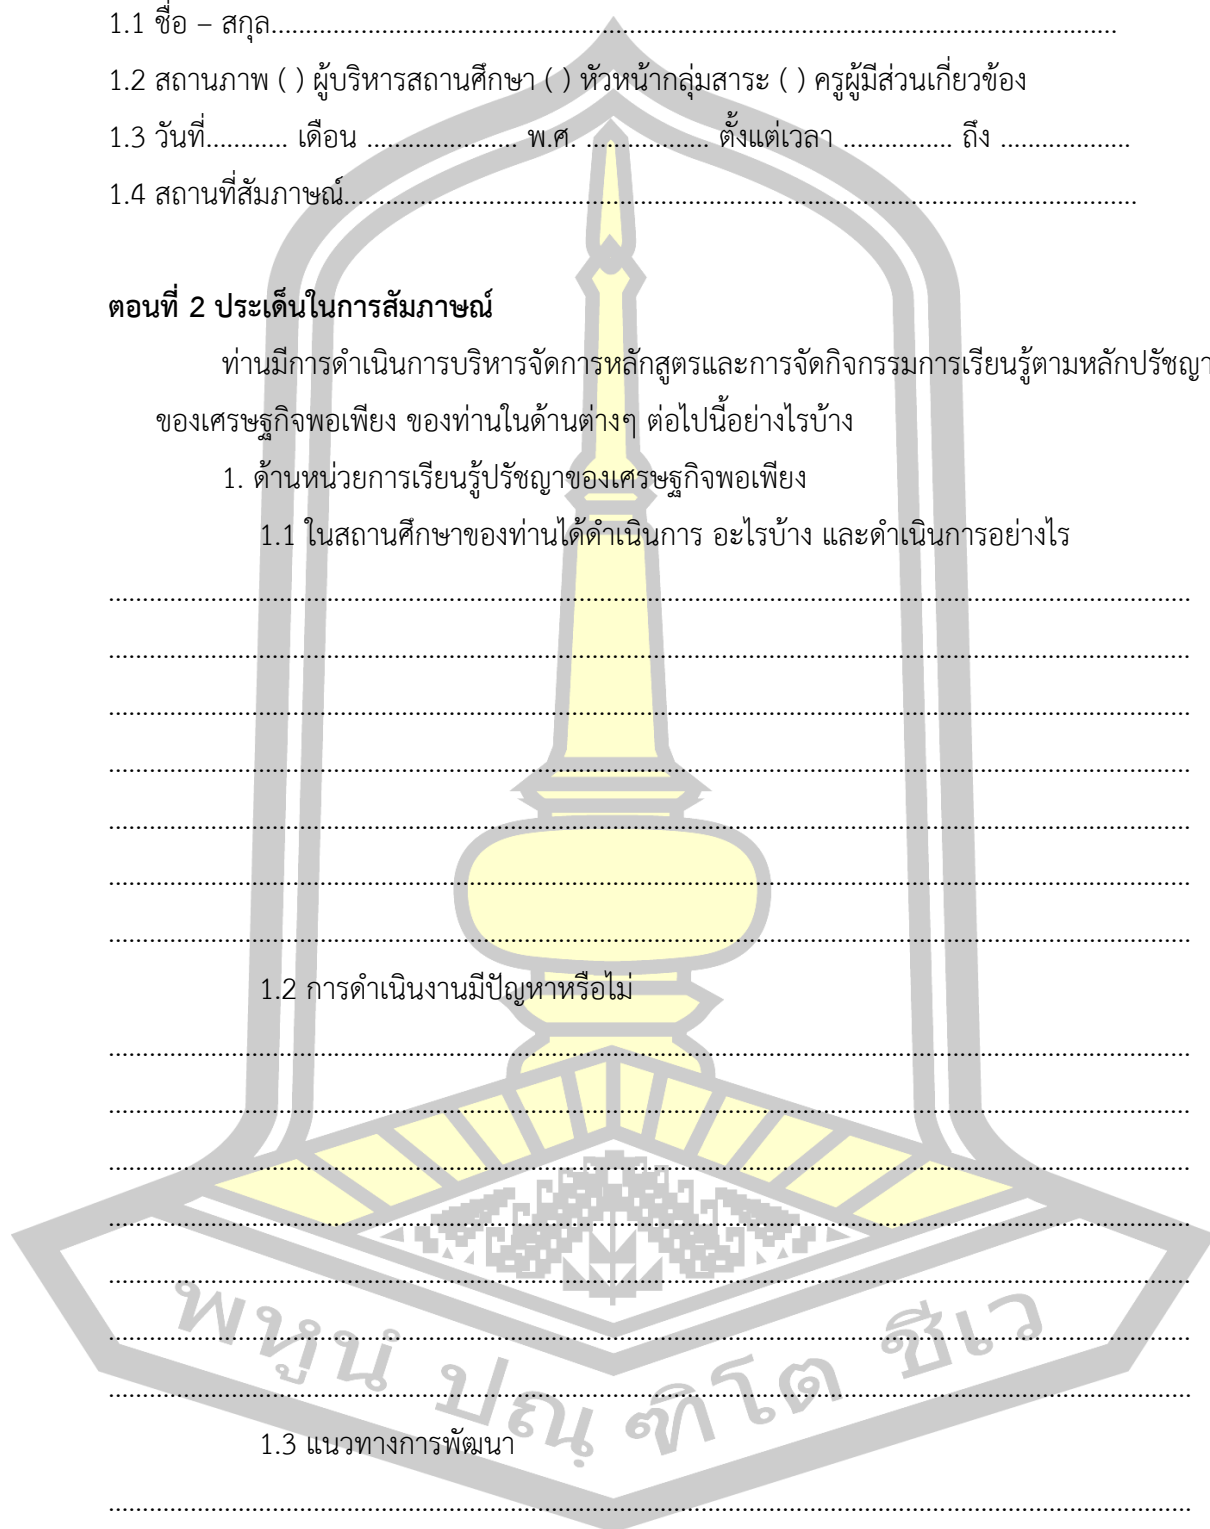 1.1 ชื่อ – สกุล...........................................................................................................................
1.2 สถานภาพ ( ) ผู้บริหารสถานศึกษา ( ) หัวหน้ากลุ่มสาระ ( ) ครูผู้มีส่วนเกี่ยวข้อง
1.3 วันที่............ เดือน ...................... พ.ศ. .................. ตั้งแต่เวลา ................ ถึง ...................
1.4 สถานที่สัมภาษณ์...................................................................................................................
ตอนที่ 2 ประเด็นในการสัมภาษณ์
ท่านมีการดำเนินการบริหารจัดการหลักสูตรและการจัดกิจกรรมการเรียนรู้ตามหลักปรัชญา
ของเศรษฐกิจพอเพียง ของท่านในด้านต่างๆ ต่อไปนี้อย่างไรบ้าง
1. ด้านหน่วยการเรียนรู้ปรัชญาของเศรษฐกิจพอเพียง
1.1 ในสถานศึกษาของท่านได้ดำเนินการ อะไรบ้าง และดำเนินการอย่างไร
1.2 การดำเนินงานมีปัญหาหรือไม่
พหูนํ ปณฺฑิโต ชีเว
1.3 แนวทางการพัฒนา